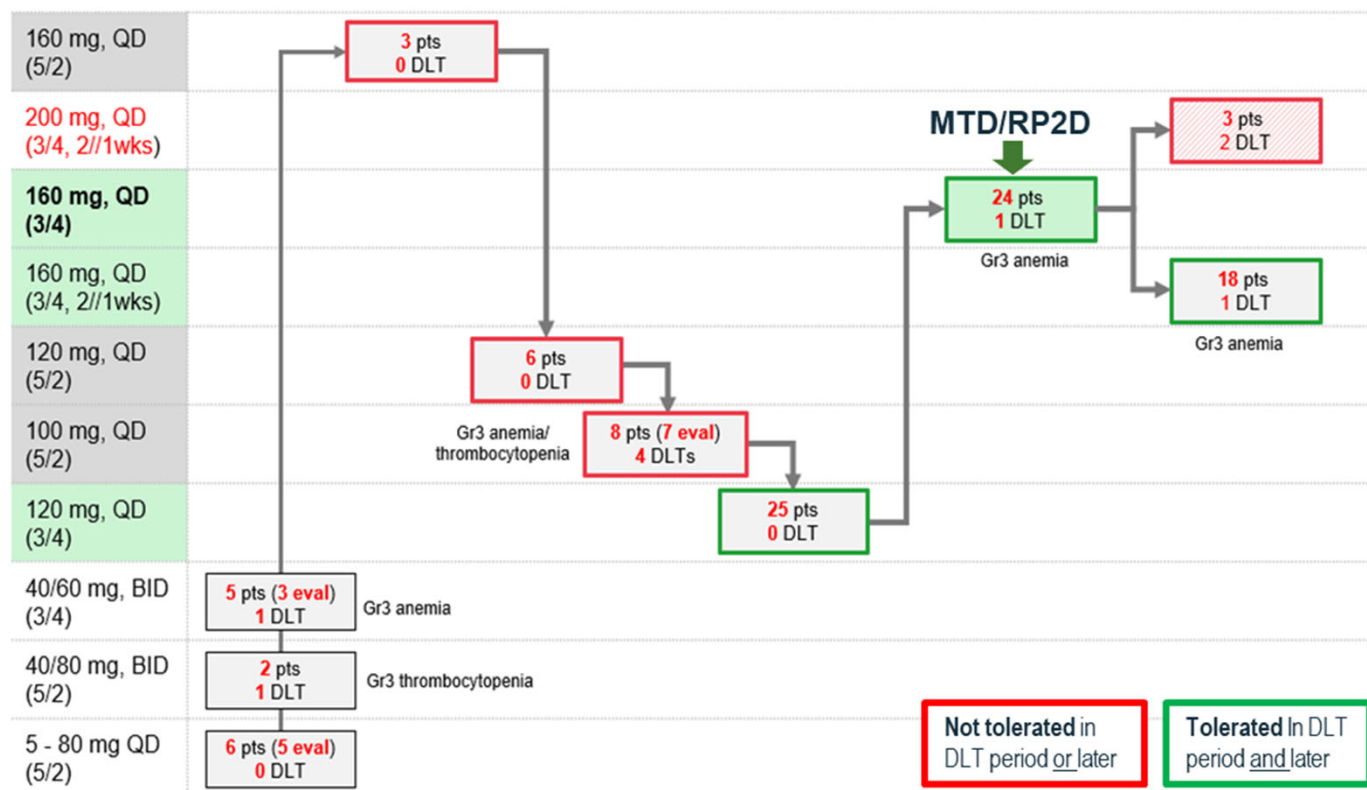 160 mg, QD
(5/2)
3 pts
0 DLT
200 mg, QD
(3/4, 2//1wks)
MTD/RP2D
3 pts
2 DLT
160 mg, QD
(3/4)
24 pts
1 DLT
Gr3 anemia
160 mg, QD
(3/4, 2//1wks)
18 pts
1 DLT
Gr3 anemia
120 mg, QD
(5/2)
6 pts
0 DLT
100 mg, QD
(5/2)
Gr3 anemia/
thrombocytopenia
8 pts (7 eval)
4 DLTs
120 mg, QD
(3/4)
25 pts
0 DLT
40/60 mg, BID
(3/4)
5 pts (3 eval)
1 DLT
Gr3 anemia
40/80 mg, BID
(5/2)
2 pts
1 DLT
Gr3 thrombocytopenia
5 - 80 mg QD
(5/2)
6 pts (5 eval)
0 DLT
Not tolerated in
DLT period or later
Tolerated In DLT
period and later